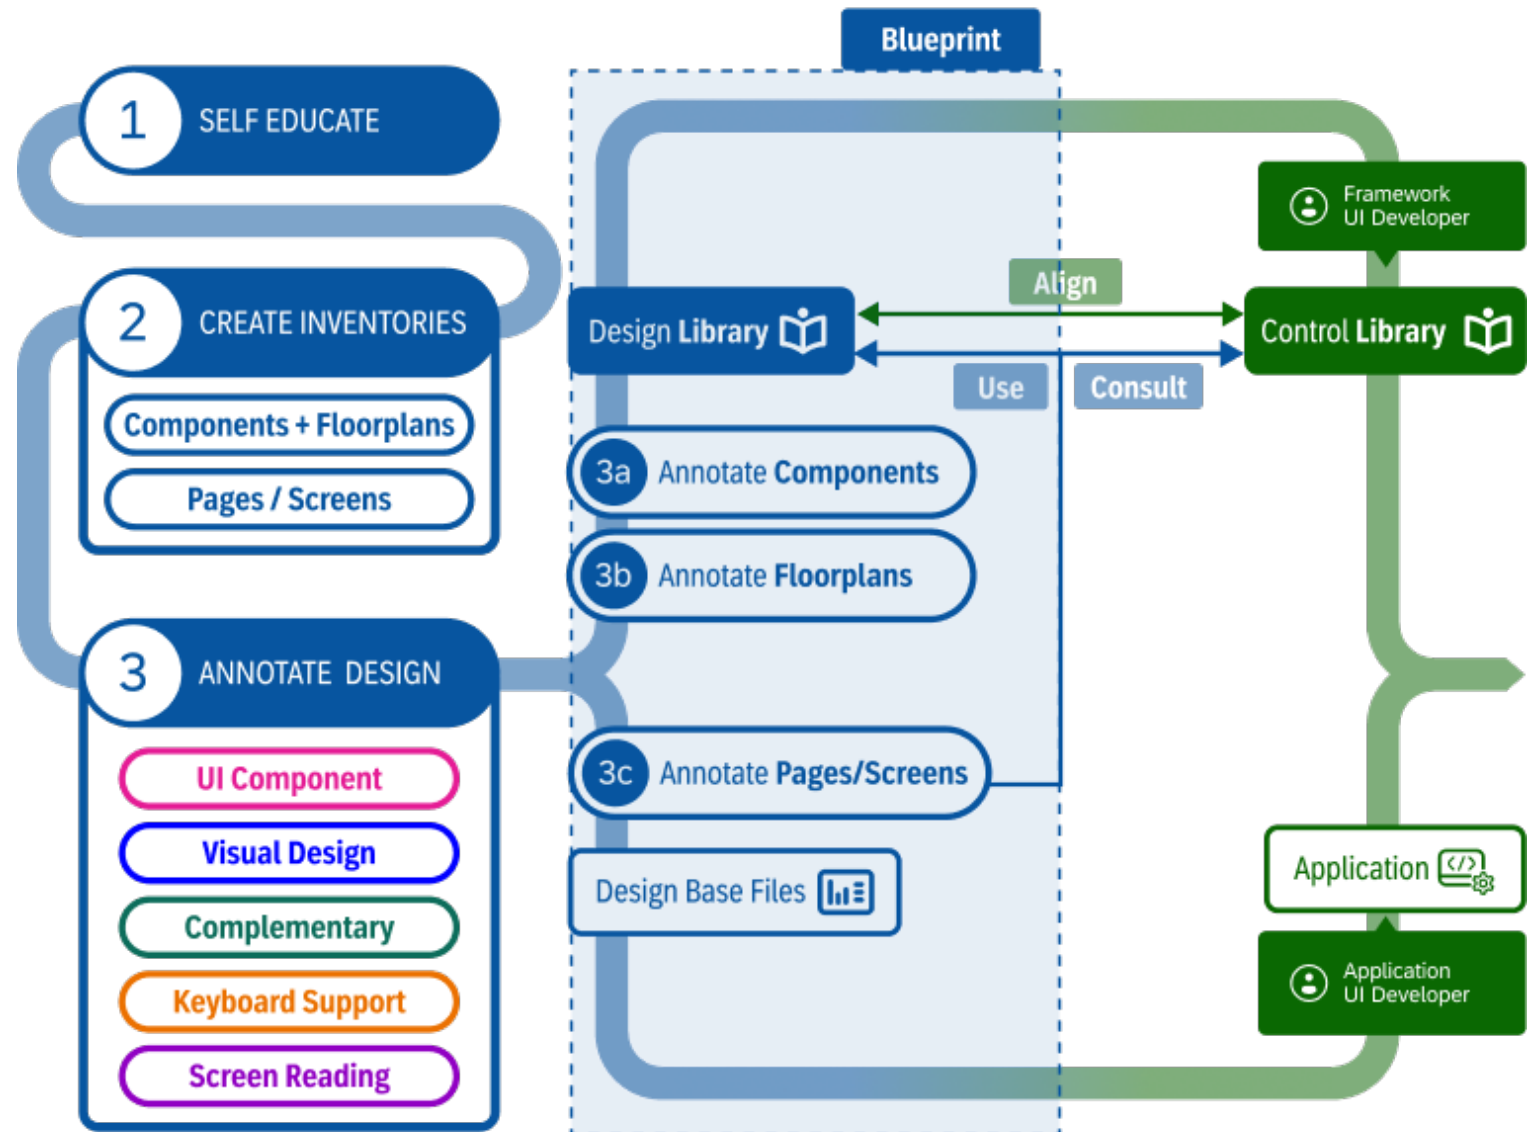 Blueprint
1
SELF EDUCATE
2
CREATE INVENTORIES
Components + Floorplans
Pages / Screens
3
ANNOTATE DESIGN
UI Component
Visual Design
Complementary
Keyboard Support
Screen Reading
Design Library
Align
Use
Consult
3a
Annotate Components
3b
Annotate Floorplans
3c
Annotate Pages/Screens
Design Base Files
Framework
UI Developer
Control Library
Application
</>
Application
UI Developer